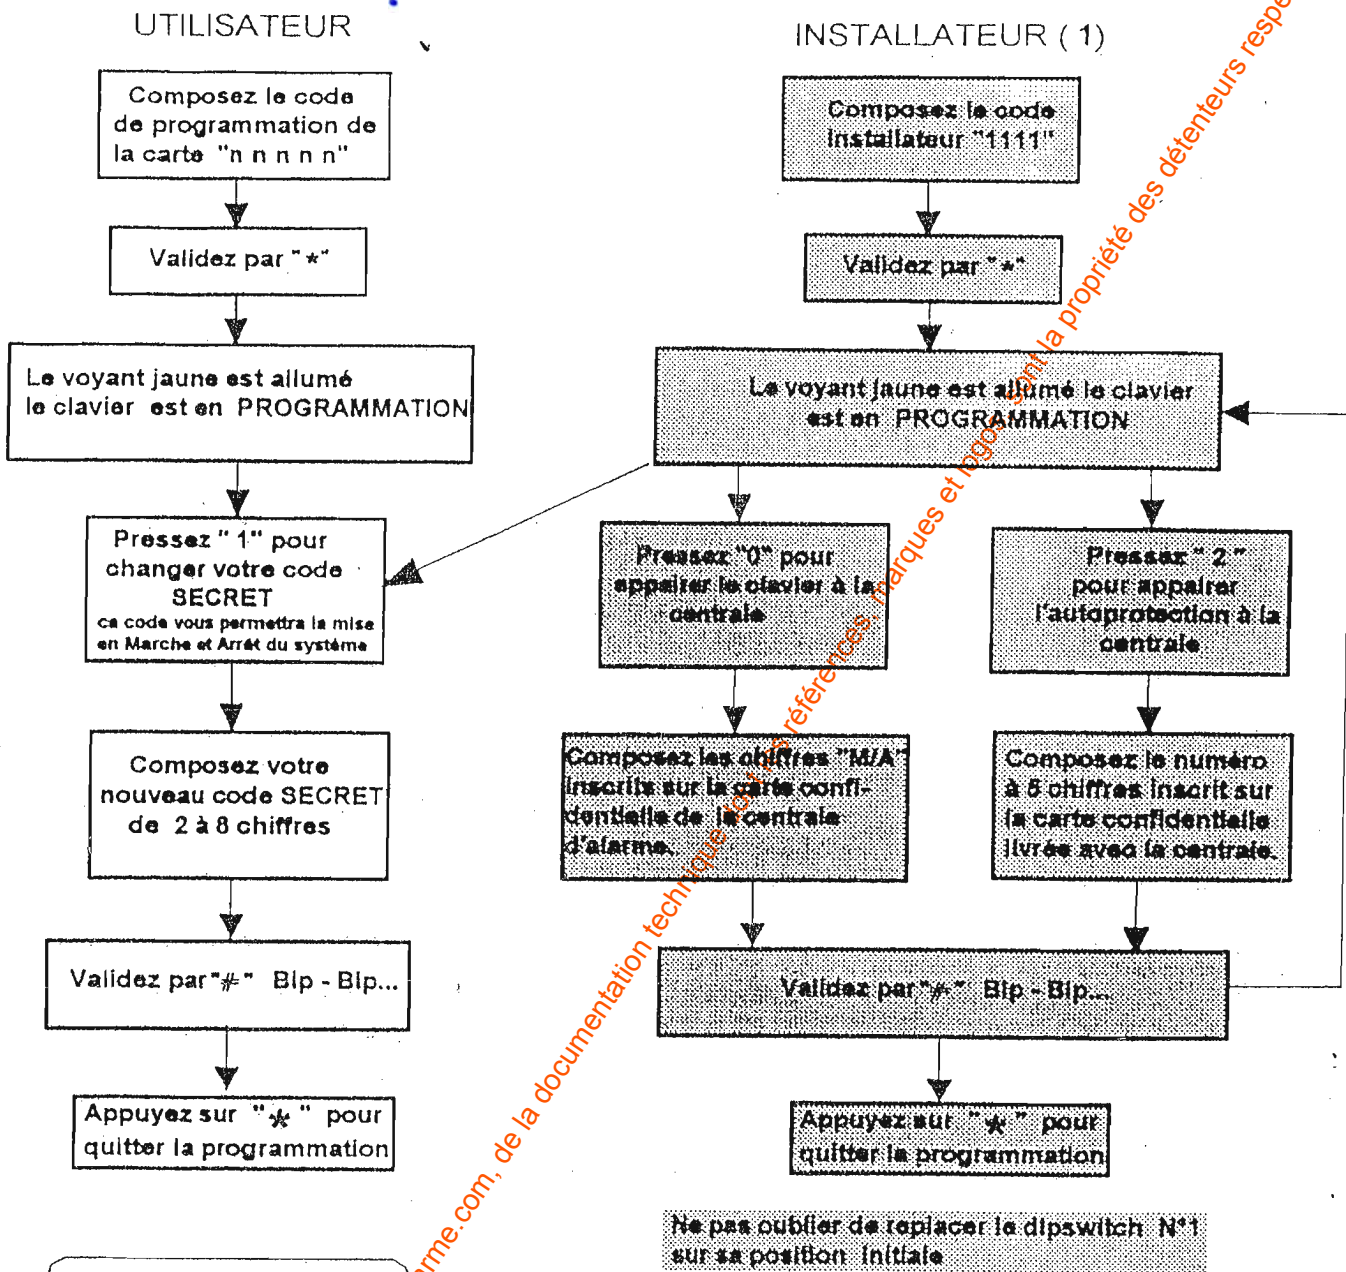 UTILISATEUR
Composez le code
de programmation de
la carte "n n n n n"
Validez par "*"
Le voyant jaune est allumé
le clavier est en PROGRAMMATION
Pressez " 1" pour
changer votre code
SECRET
ce code vous permettra la mise
en Marche et Arrêt du système
Composez votre
nouveau code SECRET
de 2 à 8 chiffres
Validez par "#" Bip - Bip...
Appuyez sur "*" pour
quitter la programmation
INSTALLATEUR ( 1)
Composez le code
installateur "1111"
Validez par "*"
Le voyant jaune est allumé le clavier
est en PROGRAMMATION
Pressez "0" pour
appairer le clavier à la
centrale
Composez les chiffres "M/A"
inscrits sur la carte confi-
dentielle de la centrale
d'alarme.
Pressez " 2 "
pour appairer
l'autoprotection à la
centrale
Composez le numéro
à 8 chiffres inscrit sur
la carte confidentielle
livrée avec la centrale.
Validez par "#" Bip - Bip...
Appuyez sur "*" pour
quitter la programmation
Ne pas oublier de replacer le dipswitch N°1
sur sa position initiale
arme.com, de la documentation technique dont les références, marques et logos, sont la propriété des détenteurs respe